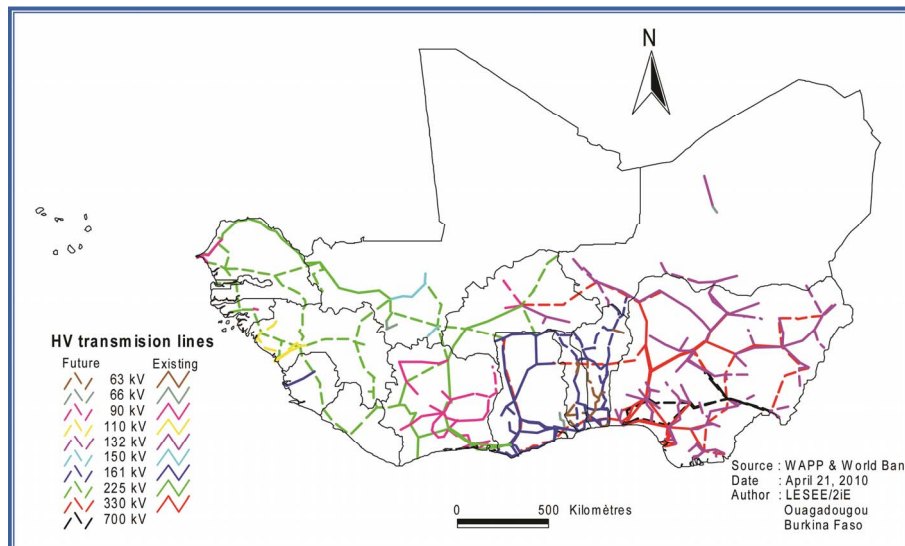 N
HV transmision lines
Future Existing
63 kV
66 kV
90 kV
110 kV
132 kV
150 kV
161 kV
225 kV
330 kV
700 kV
0 500 Kilomètres
Source : WAPP & World Ban
Date : April 21, 2010
Author : LESEE/2iE
Ouagadougou
Burkina Faso